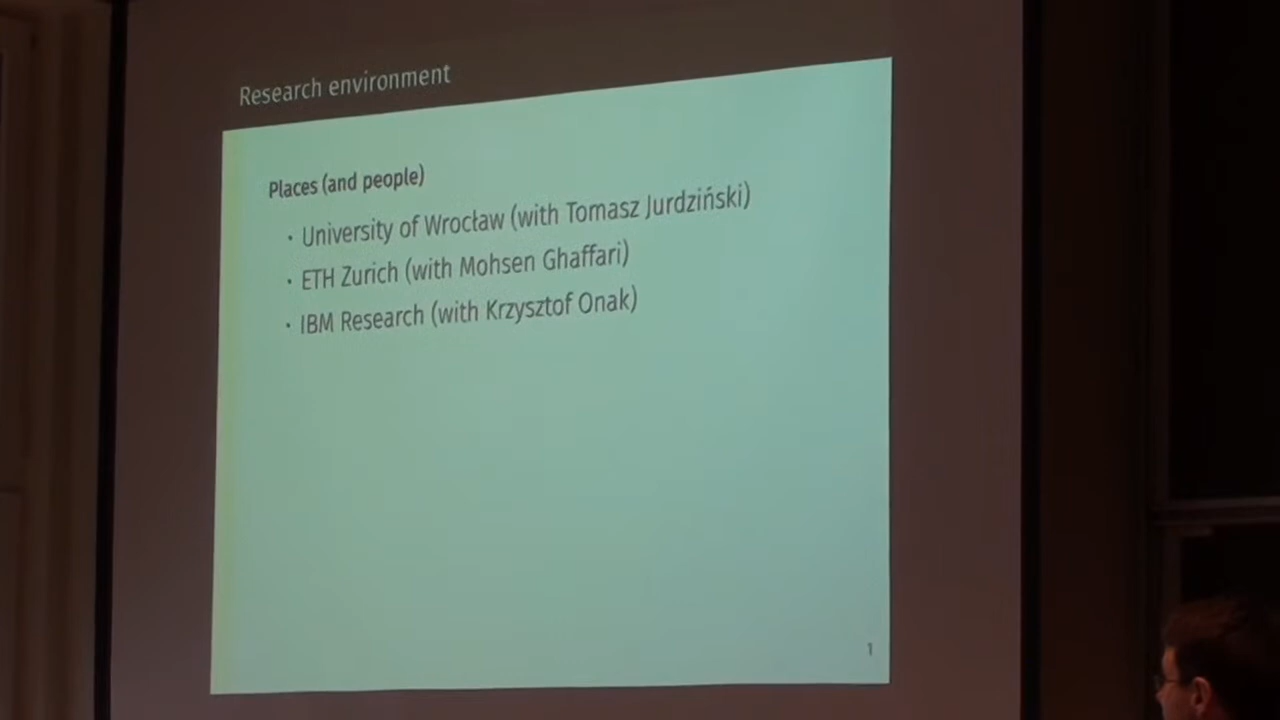 Research environment
Places (and people)
· University of Wrocław (with Tomasz Jurdziński)
· ETH Zurich (with Mohsen Ghaffari)
· IBM Research (with Krzysztof Onak)
1